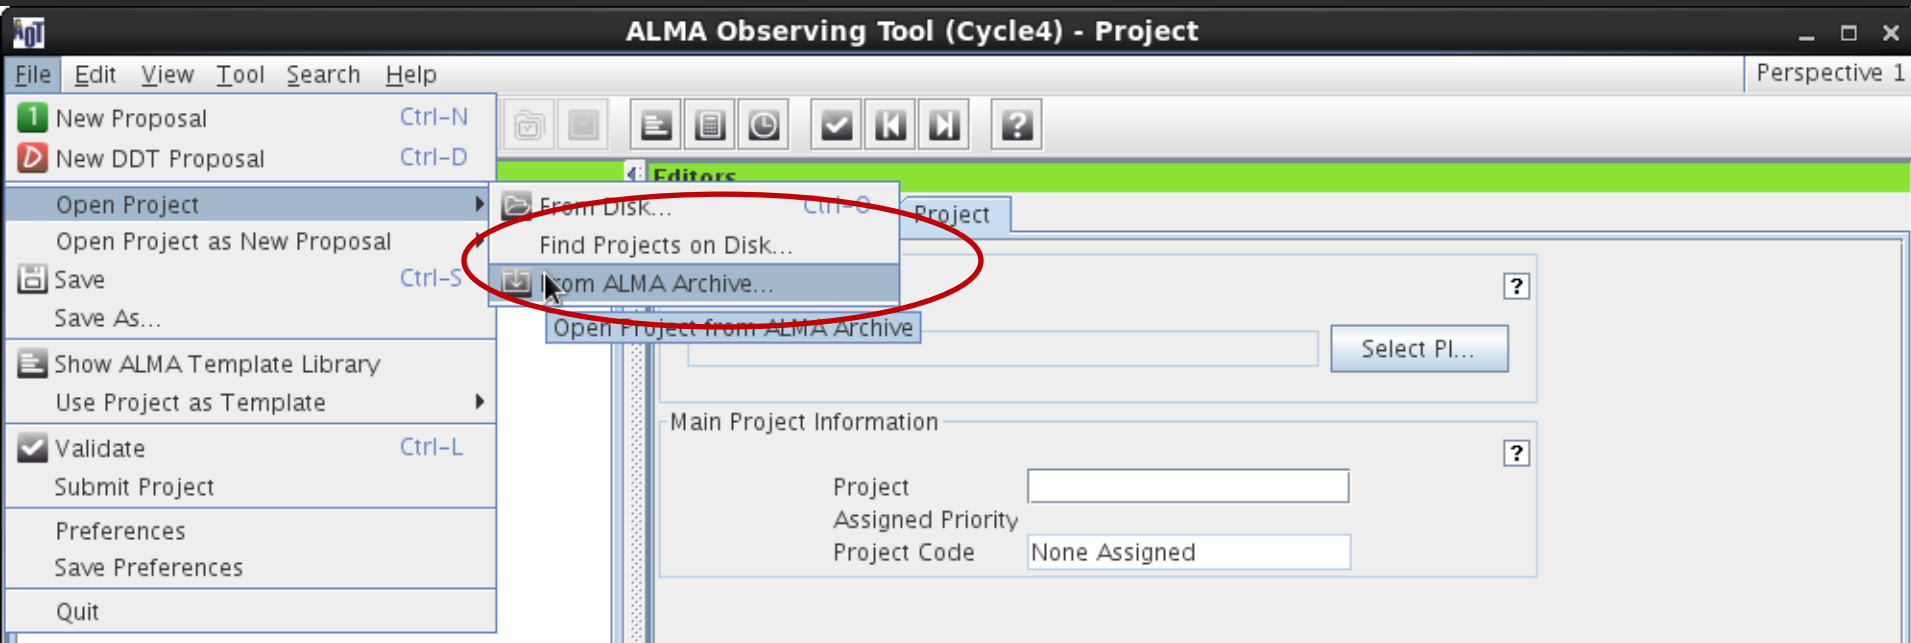 AOT
ALMA Observing Tool (Cycle4) - Project
File Edit View Tool Search Help
Perspective 1
1 New Proposal Ctrl-N
New DDT Proposal Ctrl-D
Editors
Open Project
From Disk... Ctrl-O
Project
Open Project as New Proposal
Find Projects on Disk...
Save Ctrl-S
From ALMA Archive...
?
Save As...
Open Project from ALMA Archive
Select PI...
Show ALMA Template Library
Use Project as Template
Main Project Information
Validate Ctrl-L
?
Submit Project
Project
Assigned Priority
Preferences
Project Code None Assigned
Save Preferences
Quit